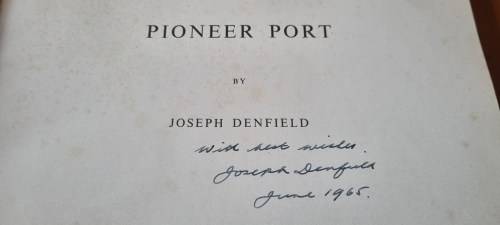 PIONEER PORT
BY
JOSEPH DENFIELD
With best wishes.
Joseph Denfield
June 1965.